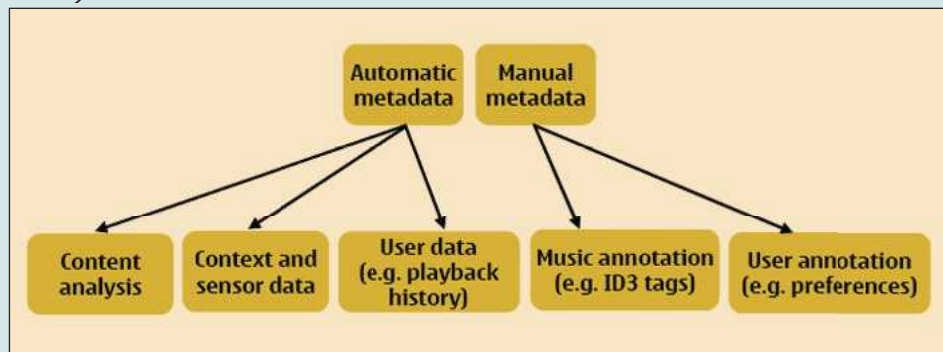 Automatic
metadata
Manual
metadata
Content
analysis
Context and
sensor data
User data
(e.g. playback
history)
Music annotation
(e.g. ID3 tags)
User annotation
(e.g. preferences)